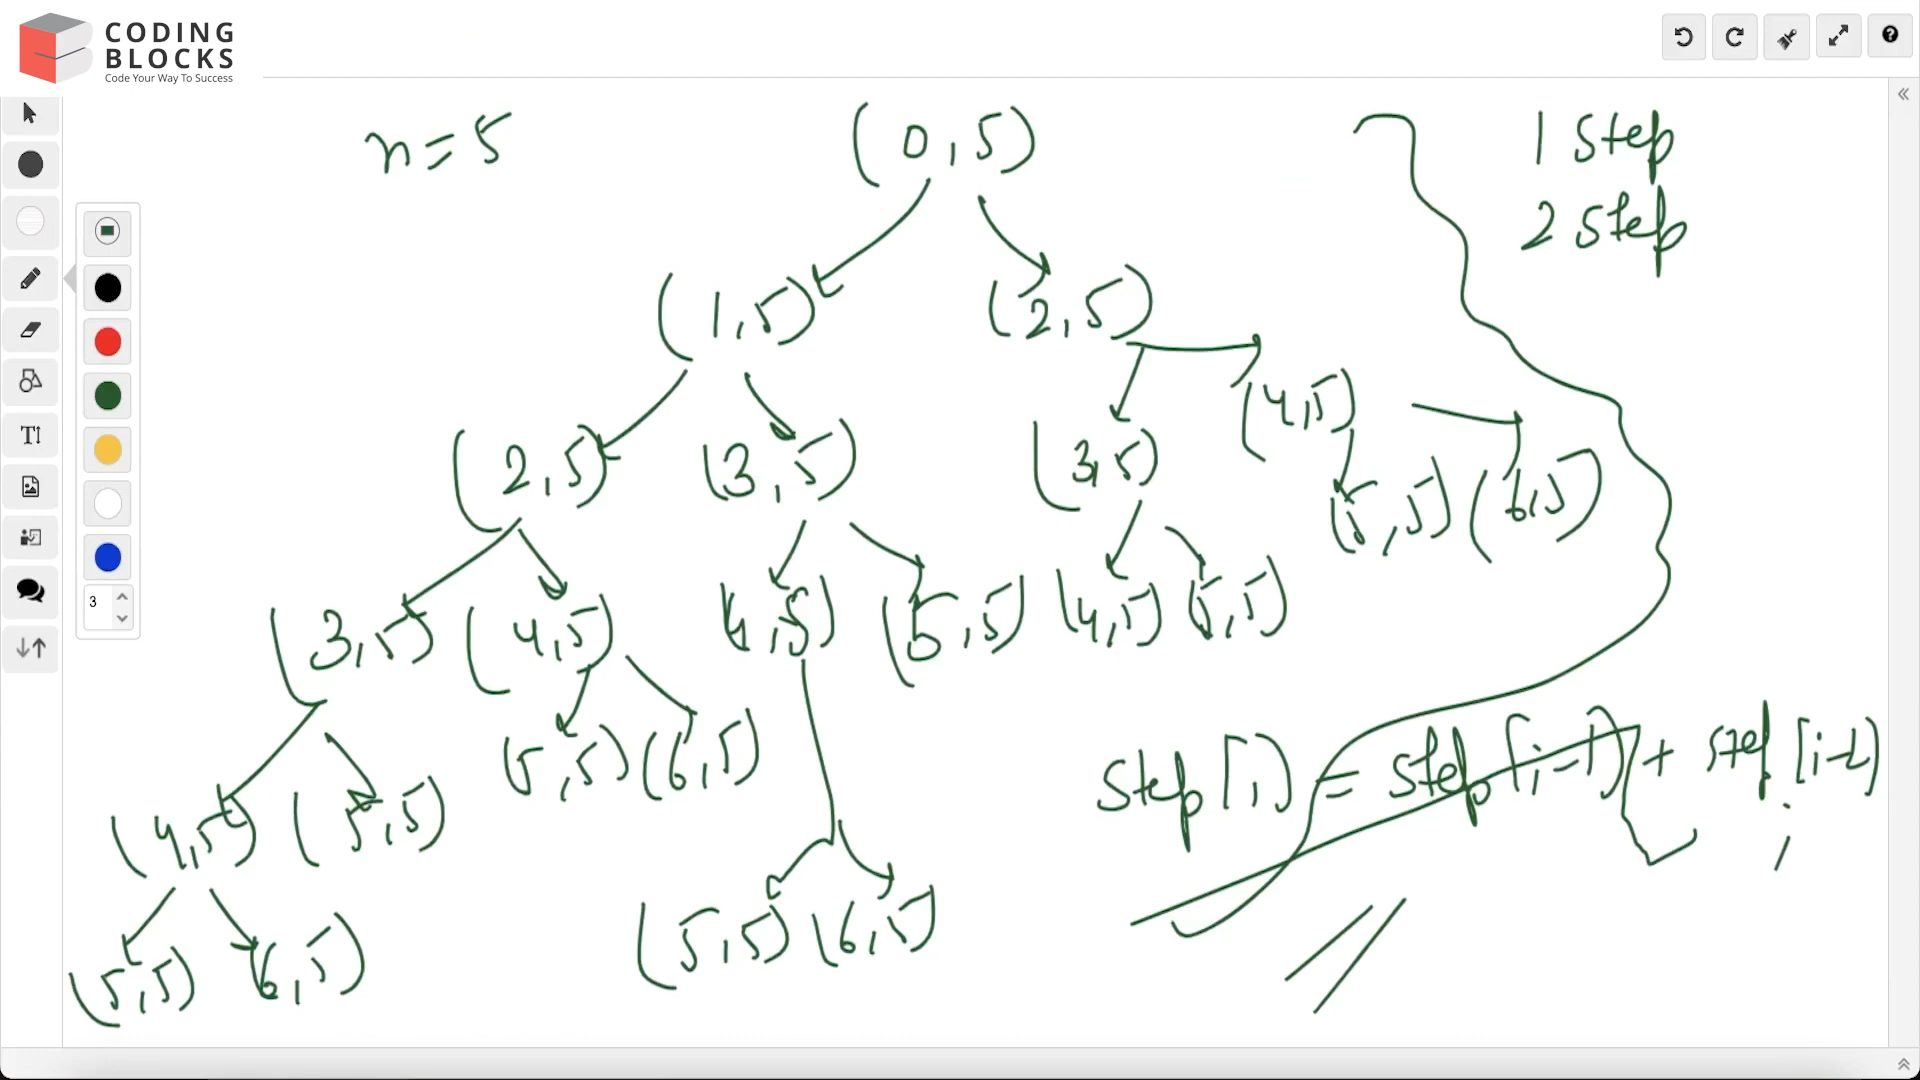 CODING
BLOCKS
Code Your Way To Success
n = 5
(0,5)
1 Step
2 Step
(1,5) (2,5)
(2,5) (3,5) (3,5) (4,5)
(5,5) (6,5)
(3,5) (4,5) (4,5) (5,5) (4,5) (5,5)
(5,5) (6,5)
(4,5) (5,5)
Step[i] = Step[i-1] + Step[i-2];
(5,5) (6,5) (5,5) (6,5)
T
3